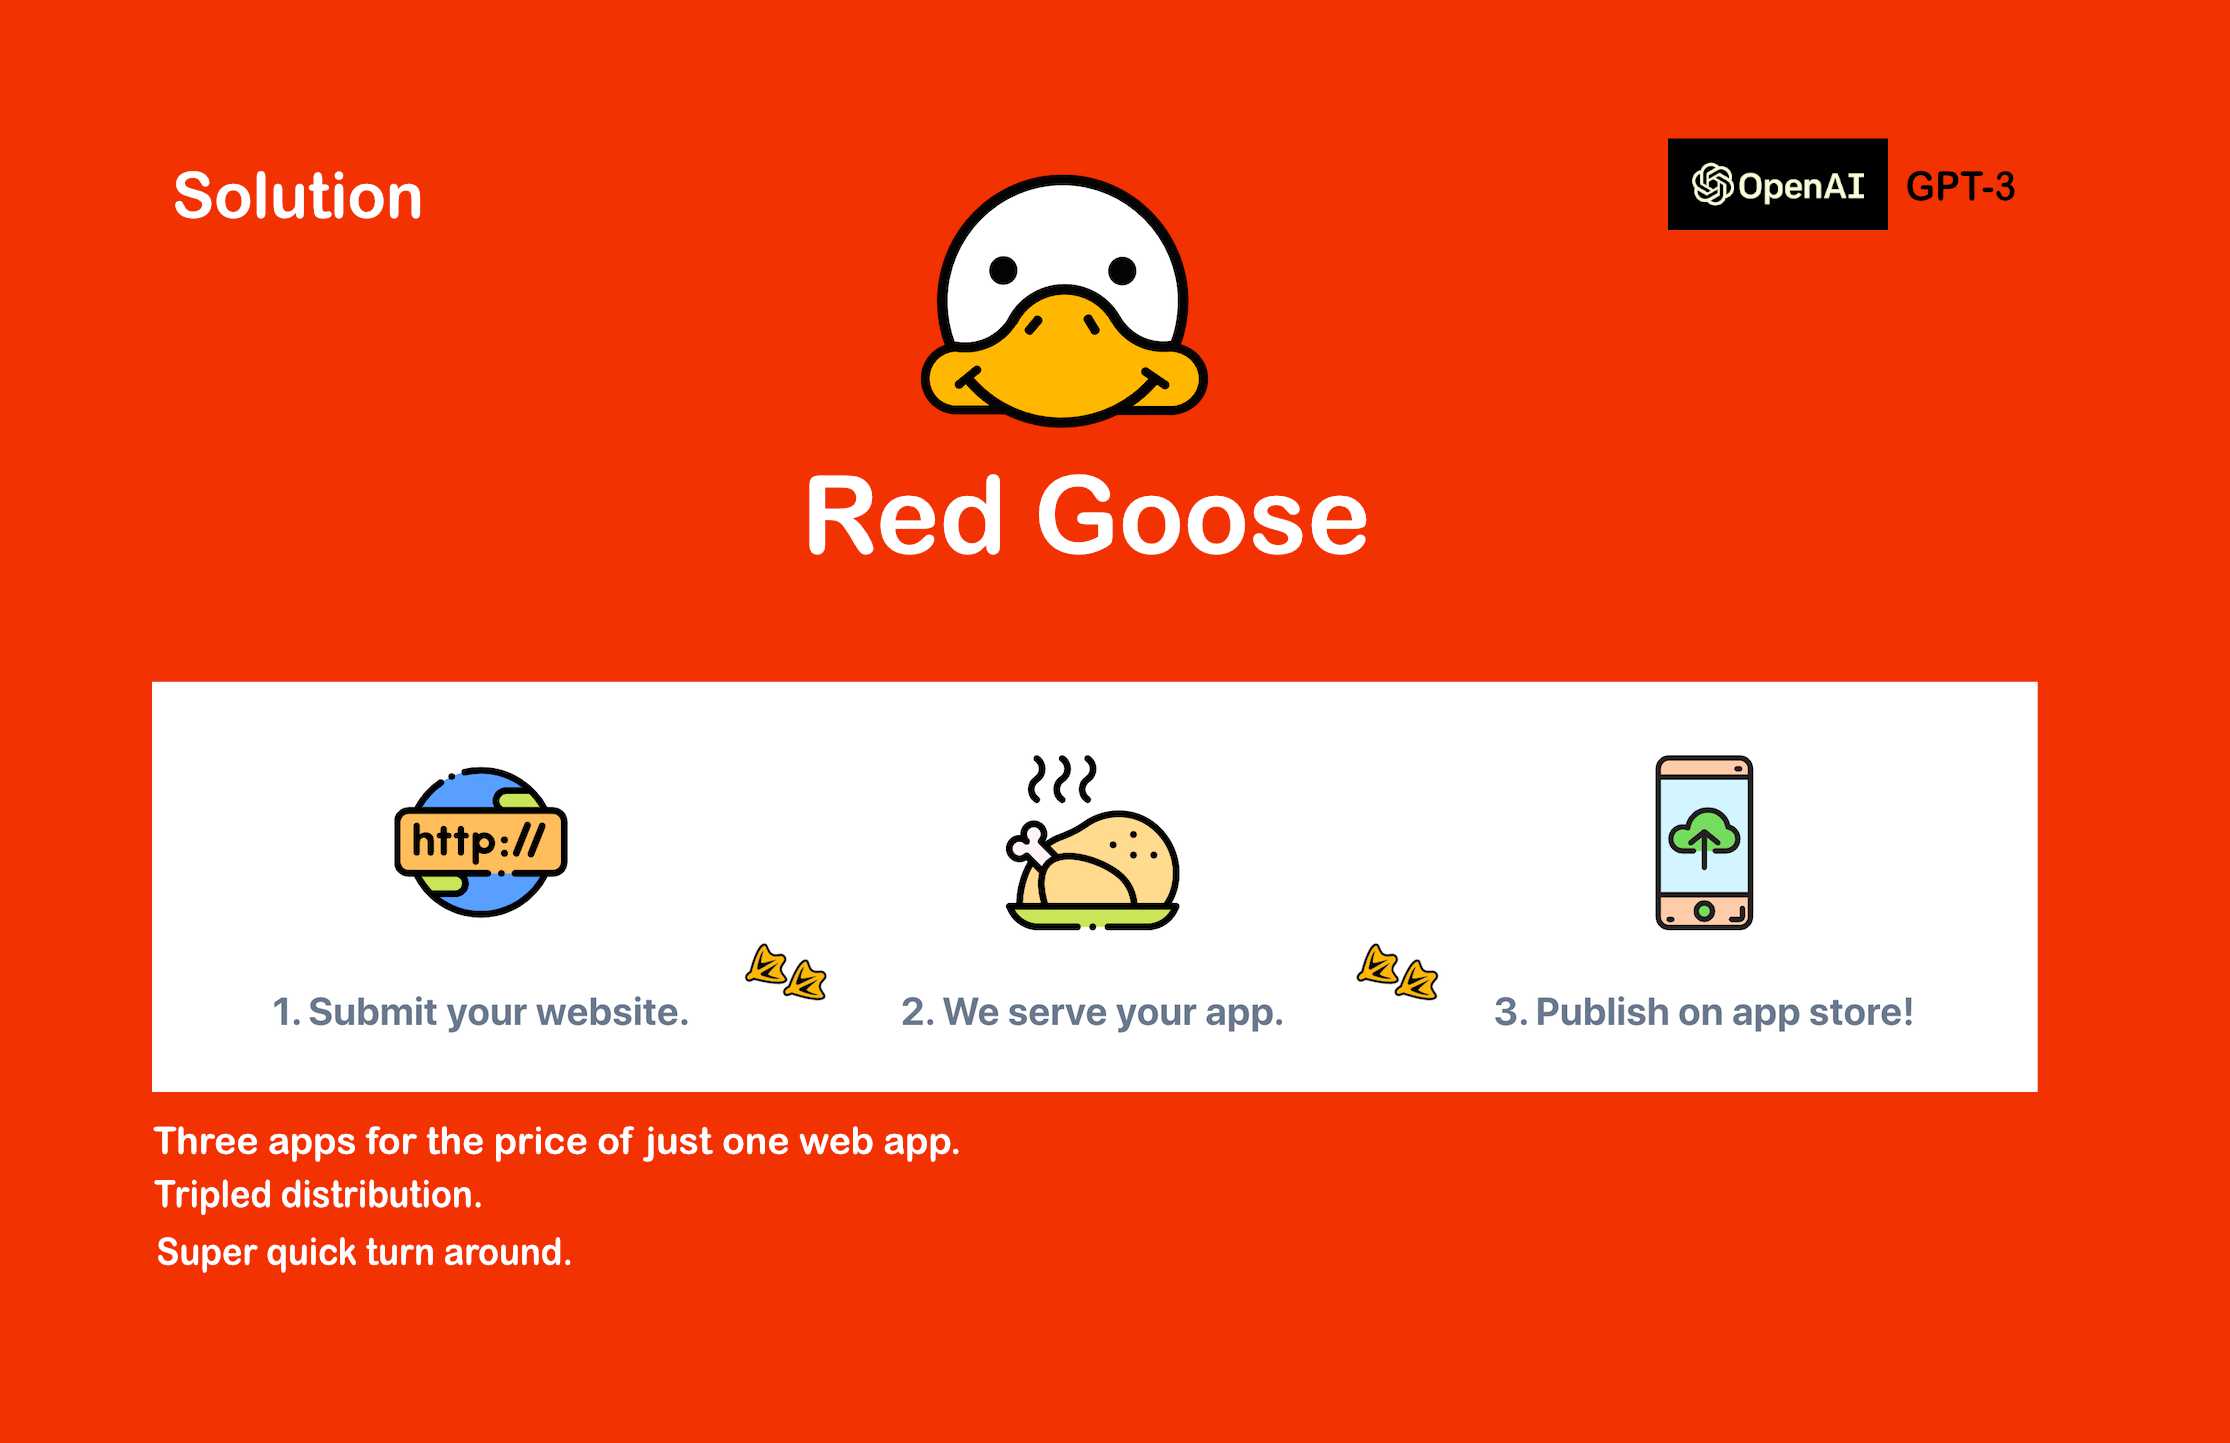 Solution
OpenAI GPT-3
Red Goose
http://
1. Submit your website.
2. We serve your app.
3. Publish on app store!
Three apps for the price of just one web app.
Tripled distribution.
Super quick turn around.